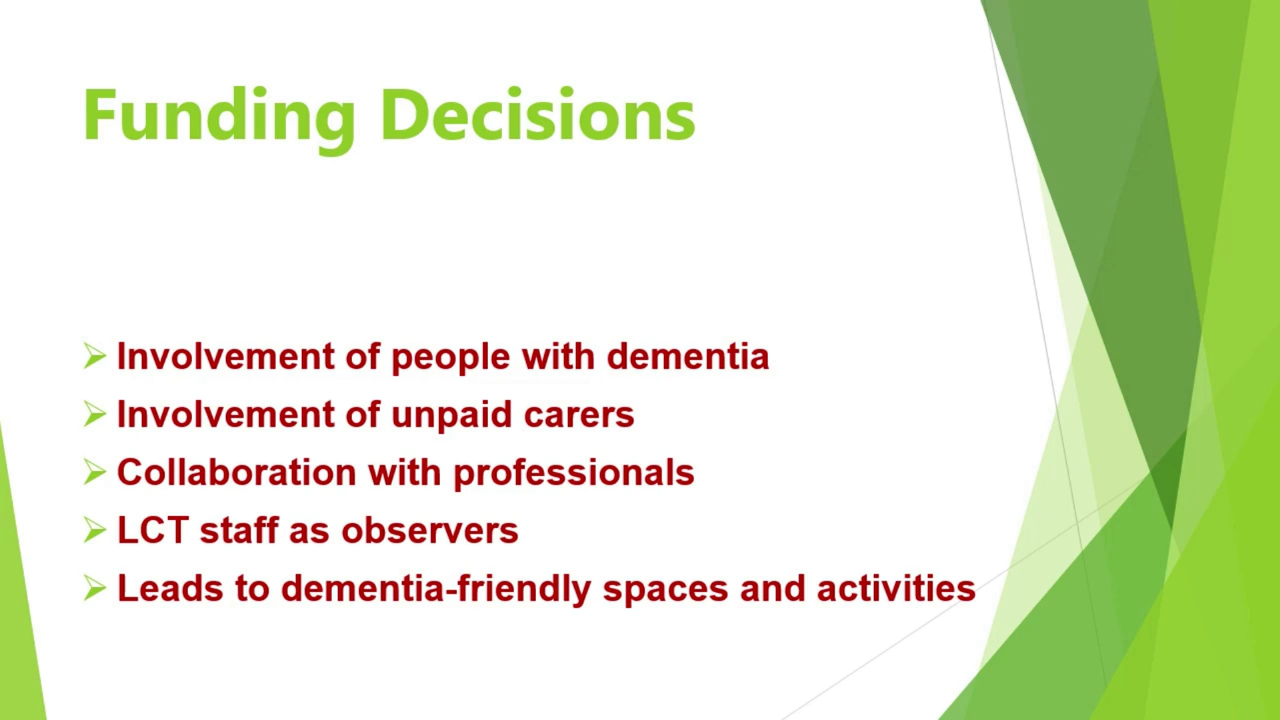 Funding Decisions
Involvement of people with dementia
Involvement of unpaid carers
Collaboration with professionals
LCT staff as observers
Leads to dementia-friendly spaces and activities